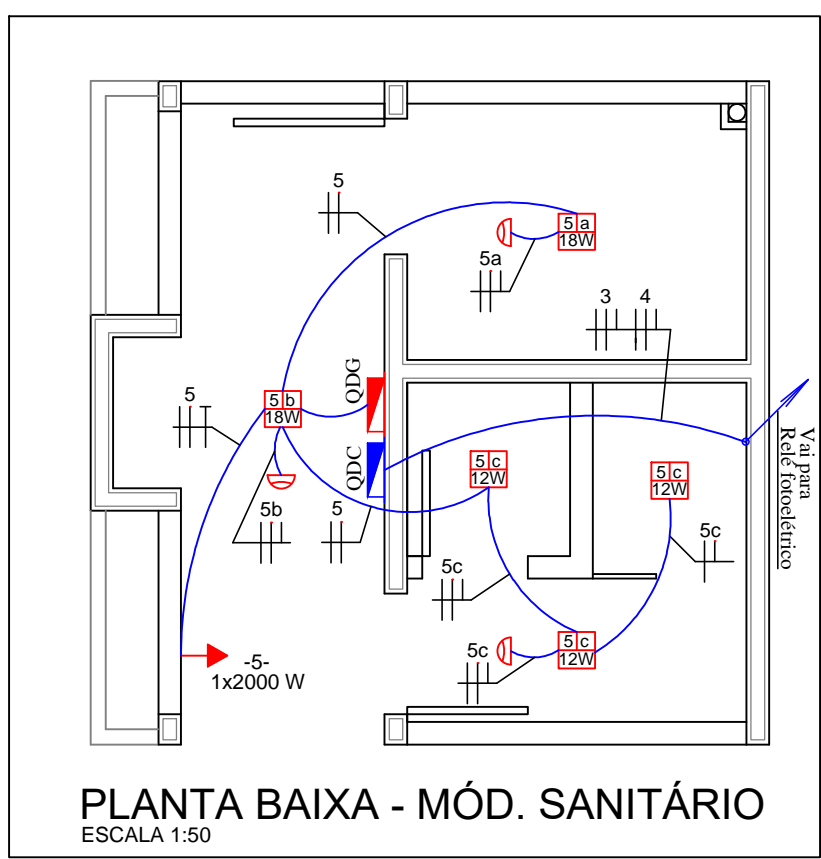 5
5 a
18W
5a
3 4
QDG
5
5 b
18W
QDC
5 c
12W
5 c
12W
Vai para
Relé fotoelétrico
5b
5
5c
5c
5 c
12W
5c
-5-
1x2000 W
PLANTA BAIXA - MÓD. SANITÁRIO
ESCALA 1:50